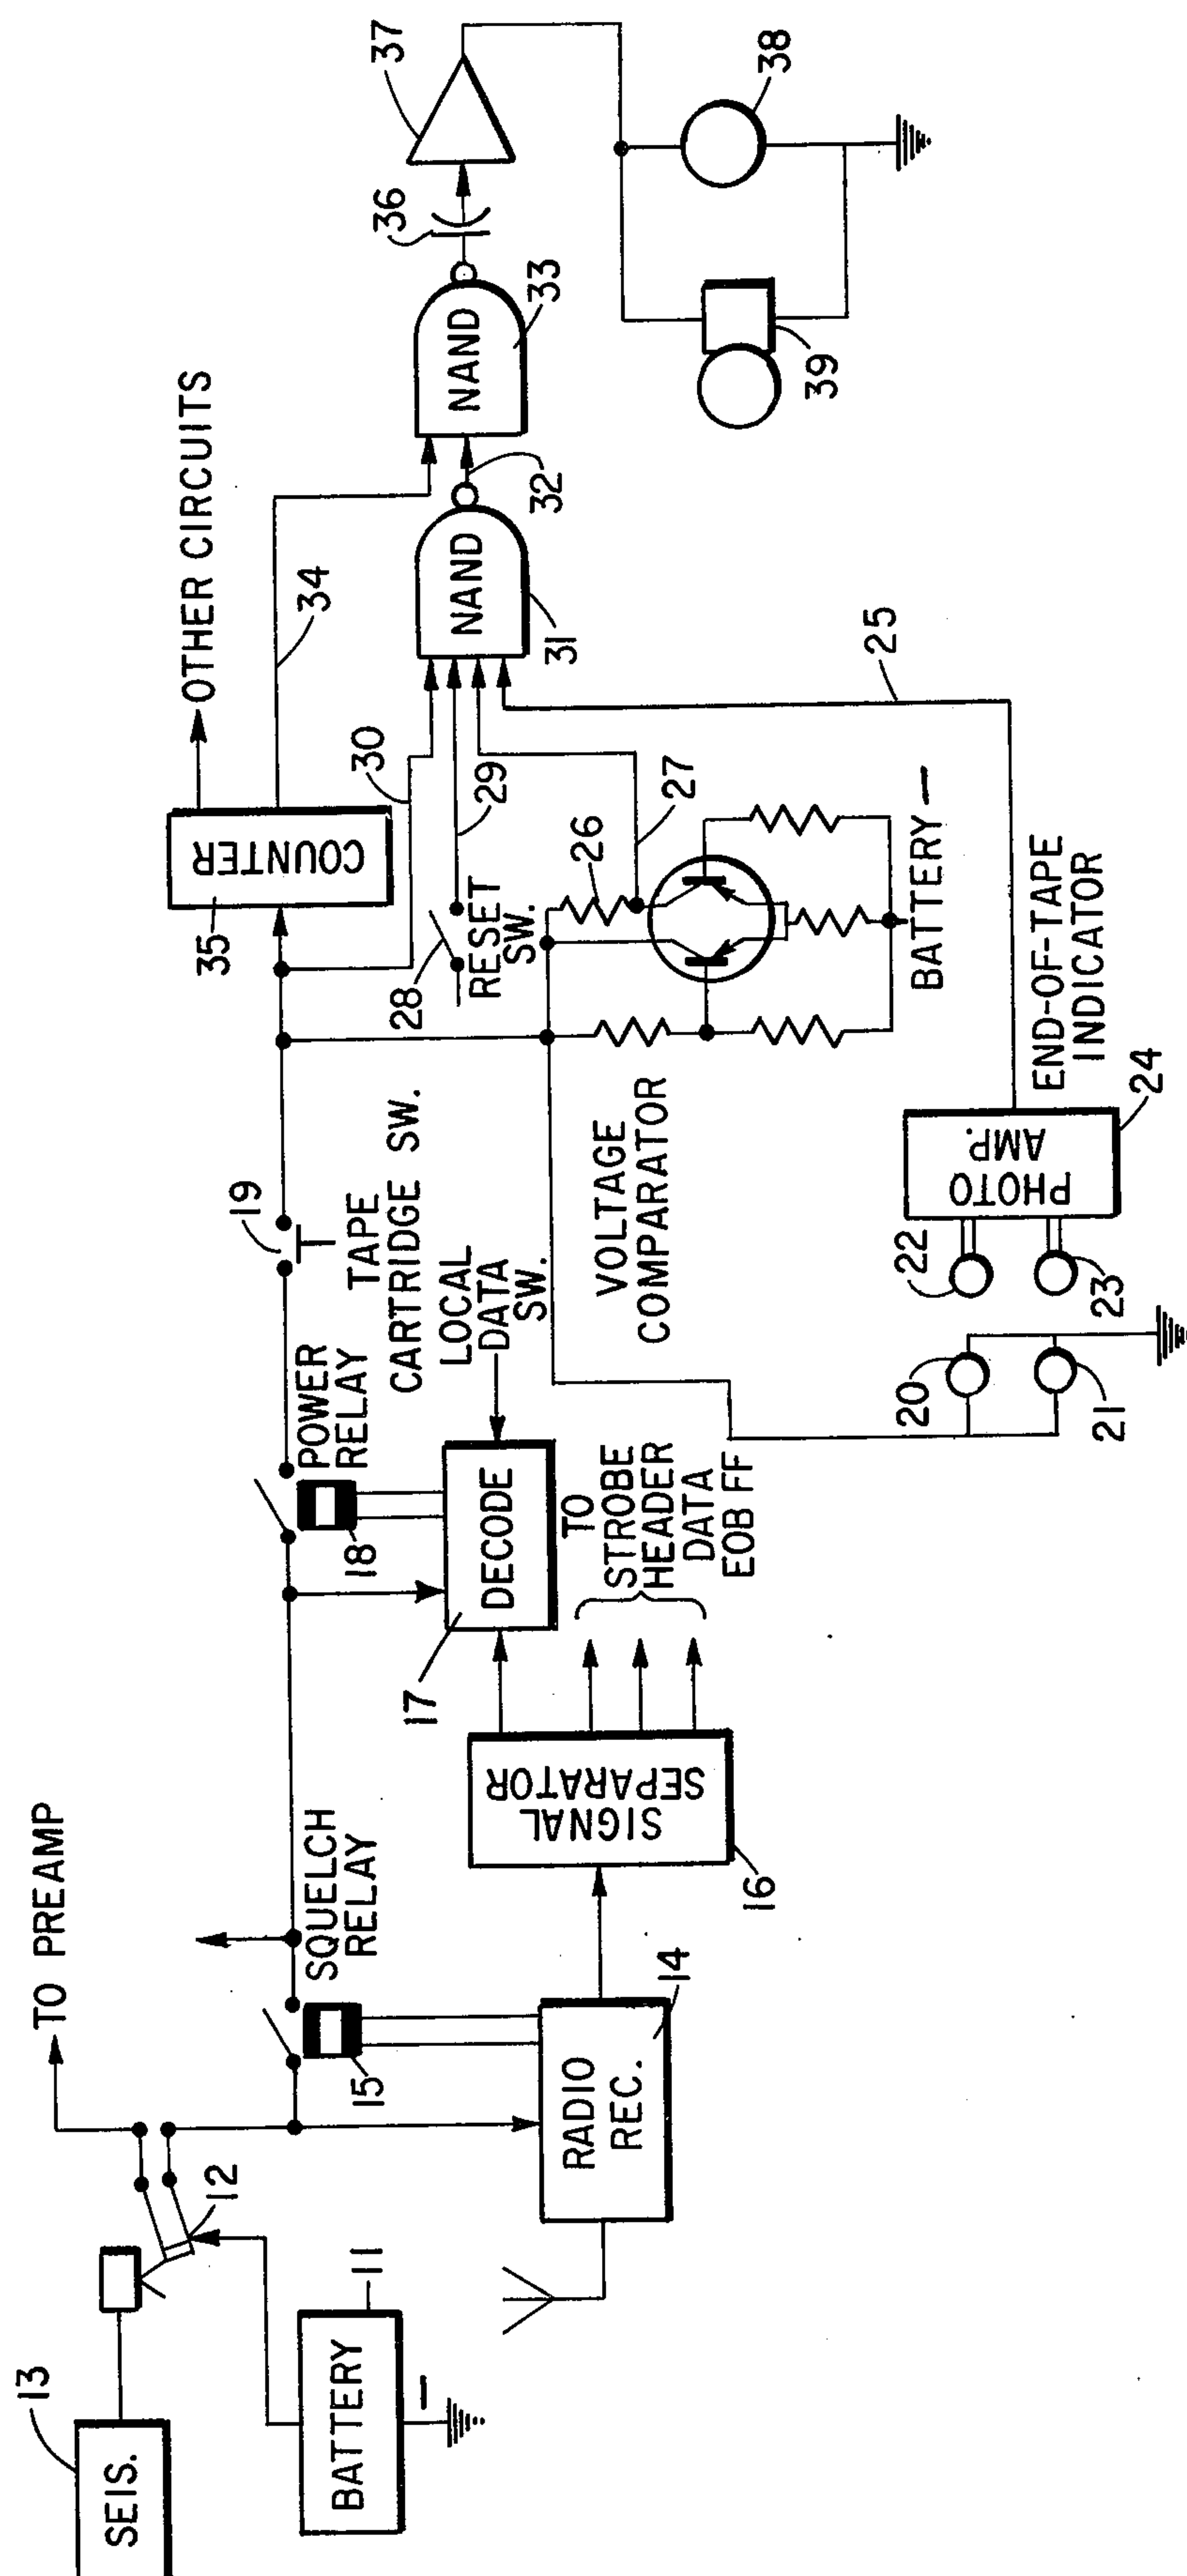 13
SEIS.
TO PREAMP
12
11
BATTERY
—
15
SQUELCH
RELAY
RADIO
REC.
14
SIGNAL
SEPARATOR
16
17
DECODE
18
POWER
RELAY
TO
STROBE
HEADER
DATA
EOB FF
LOCAL
DATA
SW.
19
TAPE
CARTRIDGE SW.
VOLTAGE
COMPARATOR
20
21
22
23
PHOTO
AMP.
24
END-OF-TAPE
INDICATOR
25
BATTERY —
26
27
28
RESET
SW.
29
30
35
COUNTER
OTHER CIRCUITS
34
NAND
31
32
NAND
33
36
37
38
39